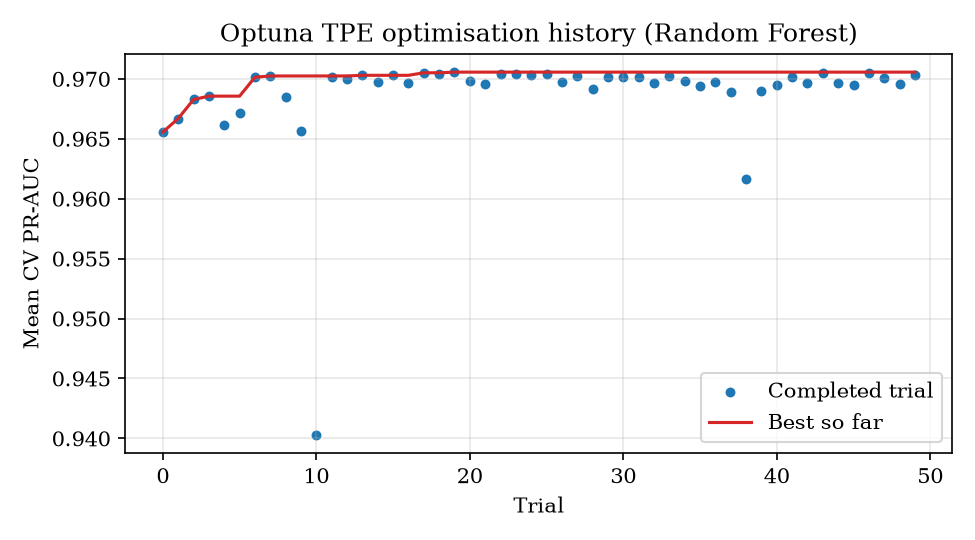 Optuna TPE optimisation history (Random Forest)
Mean CV PR-AUC
0.970
0.965
0.960
0.955
0.950
0.945
0.940
Completed trial
Best so far
0
10
20
30
40
50
Trial